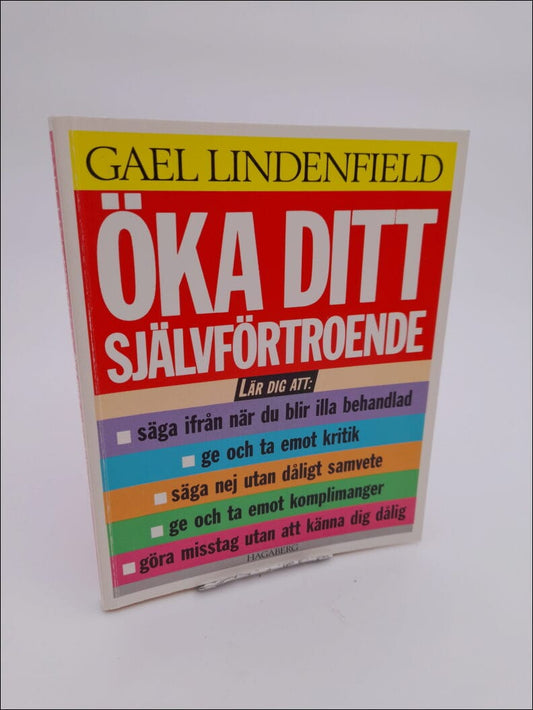 GAEL LINDENFIELD
ÖKA DITT
SJÄLVFÖRTROENDE
LÄR DIG ATT:
säga ifrån när du blir illa behandlad
ge och ta emot kritik
säga nej utan dåligt samvete
ge och ta emot komplimanger
göra misstag utan att känna dig dålig
HAGABERG